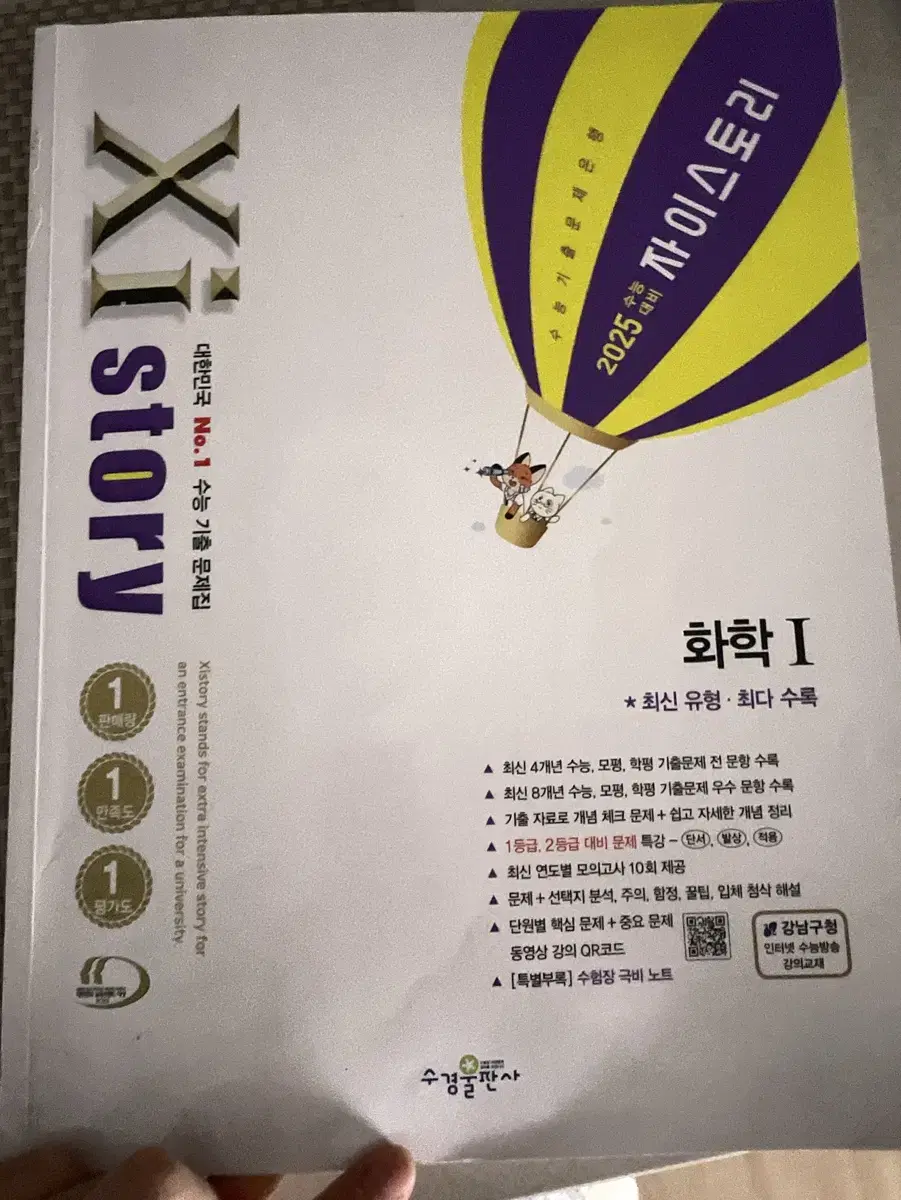 Xi
story
대한민국 No.1 수능 기출 문제집
Xistory stands for extra intensive story for
an entrance examination for a university
1
판매량
1
만족도
1
평가도
수능기출문제은행
2025 수능 대비 자이스토리
화학 I
★ 최신 유형 · 최다 수록
▲ 최신 4개년 수능, 모평, 학평 기출문제 전 문항 수록
▲ 최신 8개년 수능, 모평, 학평 기출문제 우수 문항 수록
▲ 기출 자료로 개념 체크 문제 + 쉽고 자세한 개념 정리
▲ 1등급, 2등급 대비 문제 특강 – 단서, 발상, 적용
▲ 최신 연도별 모의고사 10회 제공
▲ 문제 + 선택지 분석, 주의, 함정, 꿀팁, 입체 첨삭 해설
▲ 단원별 핵심 문제 + 중요 문제
동영상 강의 QR코드
▲ [특별부록] 수험장 극비 노트
강남구청
인터넷 수능방송
강의교재
수경출판사